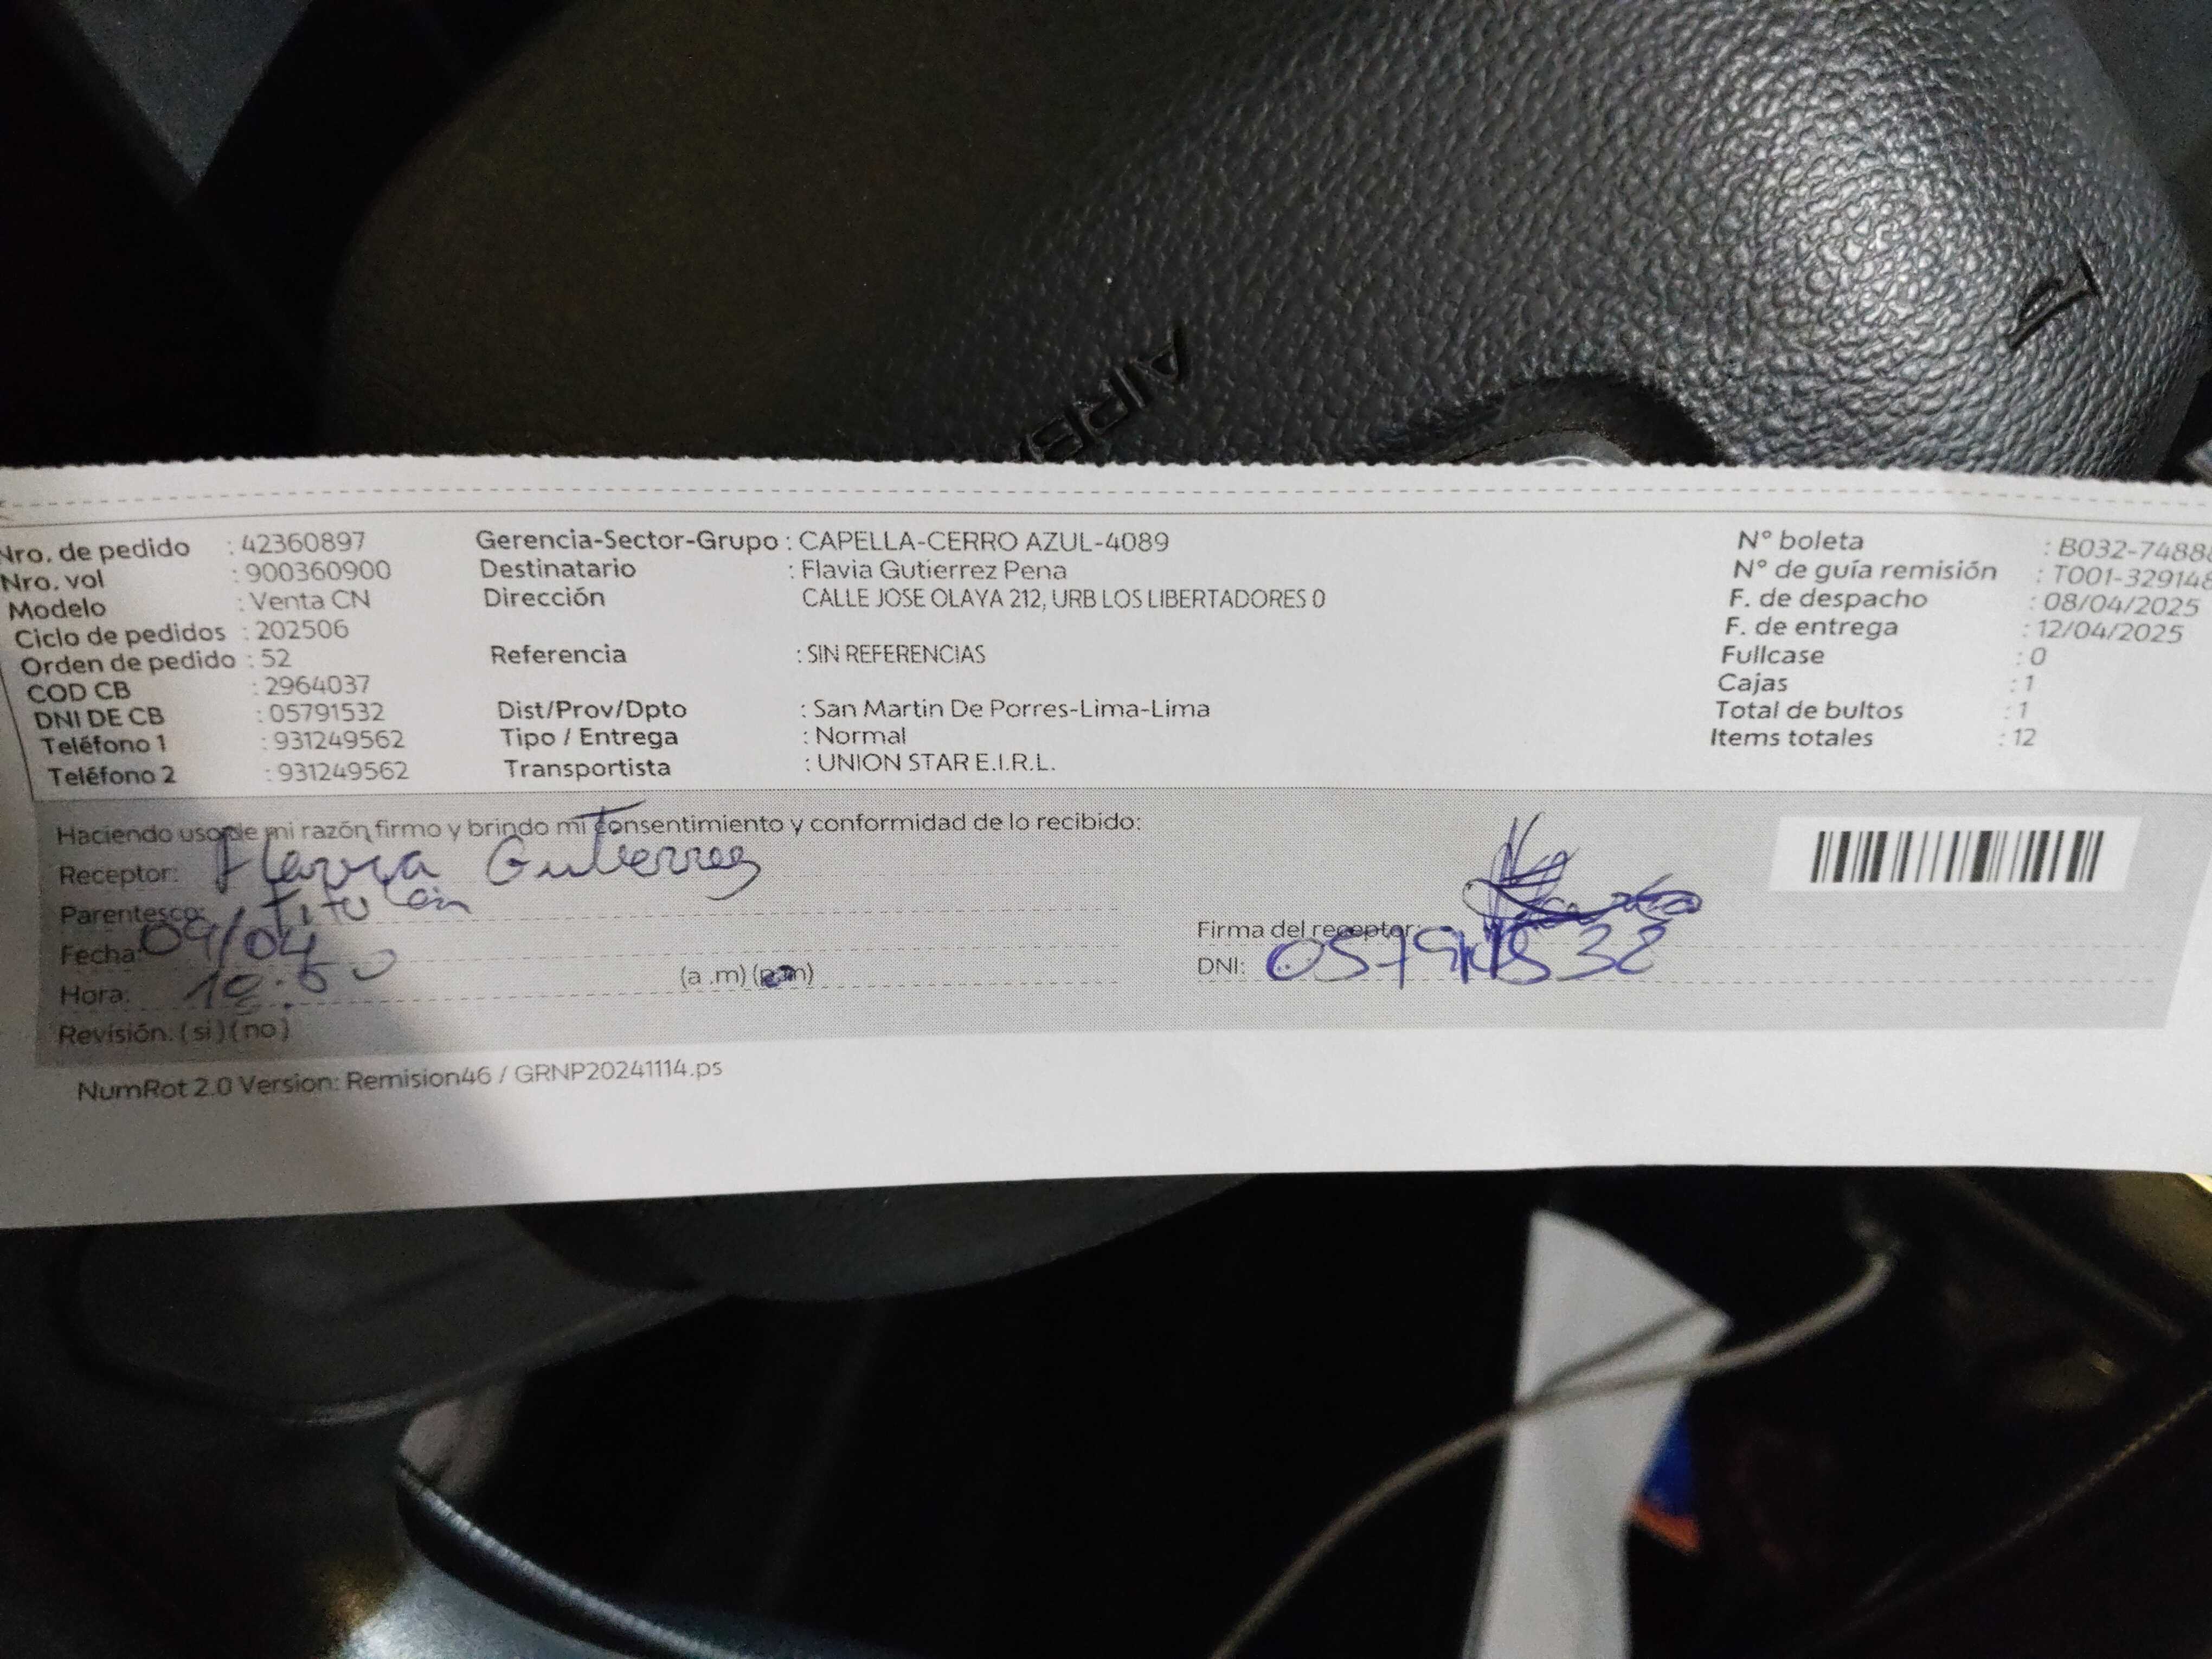 AIRB
Nro. de pedido : 42360897 Gerencia-Sector-Grupo : CAPELLA-CERRO AZUL-4089 N° boleta : B032-7488
Nro. vol : 900360900 Destinatario : Flavia Gutierrez Pena N° de guía remisión : T001-329148
Modelo : Venta CN Dirección CALLE JOSE OLAYA 212, URB LOS LIBERTADORES 0 F. de despacho : 08/04/2025
Ciclo de pedidos : 202506 F. de entrega : 12/04/2025
Orden de pedido : 52 Referencia : SIN REFERENCIAS Fullcase : 0
COD CB : 2964037 Cajas : 1
DNI DE CB : 05791532 Dist/Prov/Dpto : San Martin De Porres-Lima-Lima Total de bultos : 1
Teléfono 1 : 931249562 Tipo / Entrega : Normal Items totales : 12
Teléfono 2 : 931249562 Transportista : UNION STAR E.I.R.L.
Haciendo uso de mi razón, firmo y brindo mi consentimiento y conformidad de lo recibido:
Receptor: Flavia Gutierrez
Parentesco: Titular
Fecha: 09/04 Firma del receptor
Hora: (a.m) (p.m) DNI:
Revisión: (si) (no)
NumRot 2.0 Version: Remision46 / GRNP20241114.ps